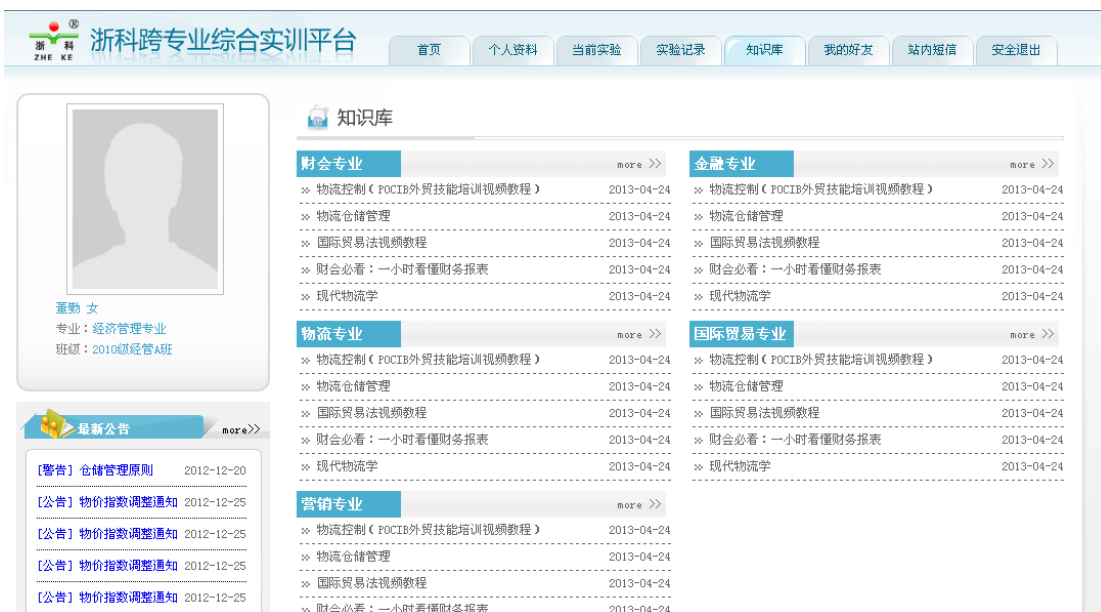 浙 科
ZHE KE
®
浙科跨专业综合实训平台
首页 个人资料 当前实验 实验记录 知识库 我的好友 站内短信 安全退出
董勤 女
专业：经济管理专业
班级：2010级经管A班
最新公告 more>>
[警告] 仓储管理原则 2012-12-20
[公告] 物价指数调整通知 2012-12-25
[公告] 物价指数调整通知 2012-12-25
[公告] 物价指数调整通知 2012-12-25
[公告] 物价指数调整通知 2012-12-25
知识库
财会专业 more >>
» 物流控制(POCIB外贸技能培训视频教程) 2013-04-24
» 物流仓储管理 2013-04-24
» 国际贸易法视频教程 2013-04-24
» 财会必看：一小时看懂财务报表 2013-04-24
» 现代物流学 2013-04-24
金融专业 more >>
» 物流控制(POCIB外贸技能培训视频教程) 2013-04-24
» 物流仓储管理 2013-04-24
» 国际贸易法视频教程 2013-04-24
» 财会必看：一小时看懂财务报表 2013-04-24
» 现代物流学 2013-04-24
物流专业 more >>
» 物流控制(POCIB外贸技能培训视频教程) 2013-04-24
» 物流仓储管理 2013-04-24
» 国际贸易法视频教程 2013-04-24
» 财会必看：一小时看懂财务报表 2013-04-24
» 现代物流学 2013-04-24
国际贸易专业 more >>
» 物流控制(POCIB外贸技能培训视频教程) 2013-04-24
» 物流仓储管理 2013-04-24
» 国际贸易法视频教程 2013-04-24
» 财会必看：一小时看懂财务报表 2013-04-24
» 现代物流学 2013-04-24
营销专业 more >>
» 物流控制(POCIB外贸技能培训视频教程) 2013-04-24
» 物流仓储管理 2013-04-24
» 国际贸易法视频教程 2013-04-24
» 财会必看：一小时看懂财务报表 2013-04-24